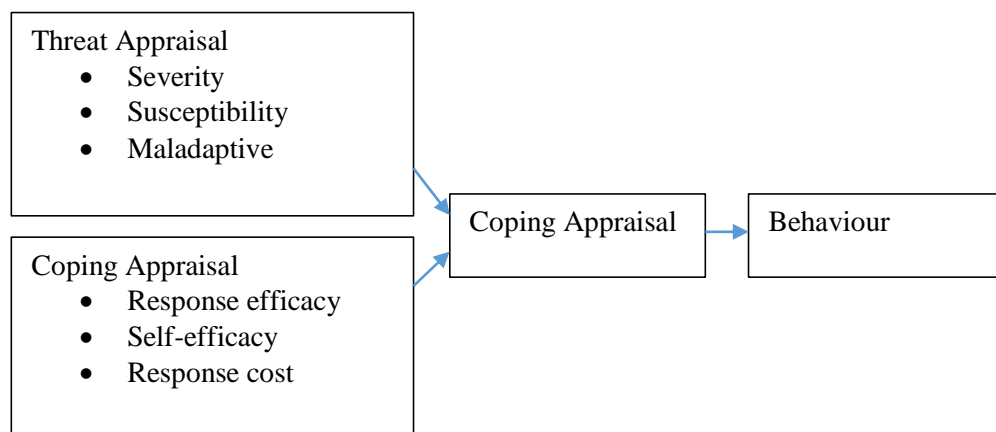 Threat Appraisal
• Severity
• Susceptibility
• Maladaptive
Coping Appraisal
• Response efficacy
• Self-efficacy
• Response cost
Coping Appraisal
Behaviour